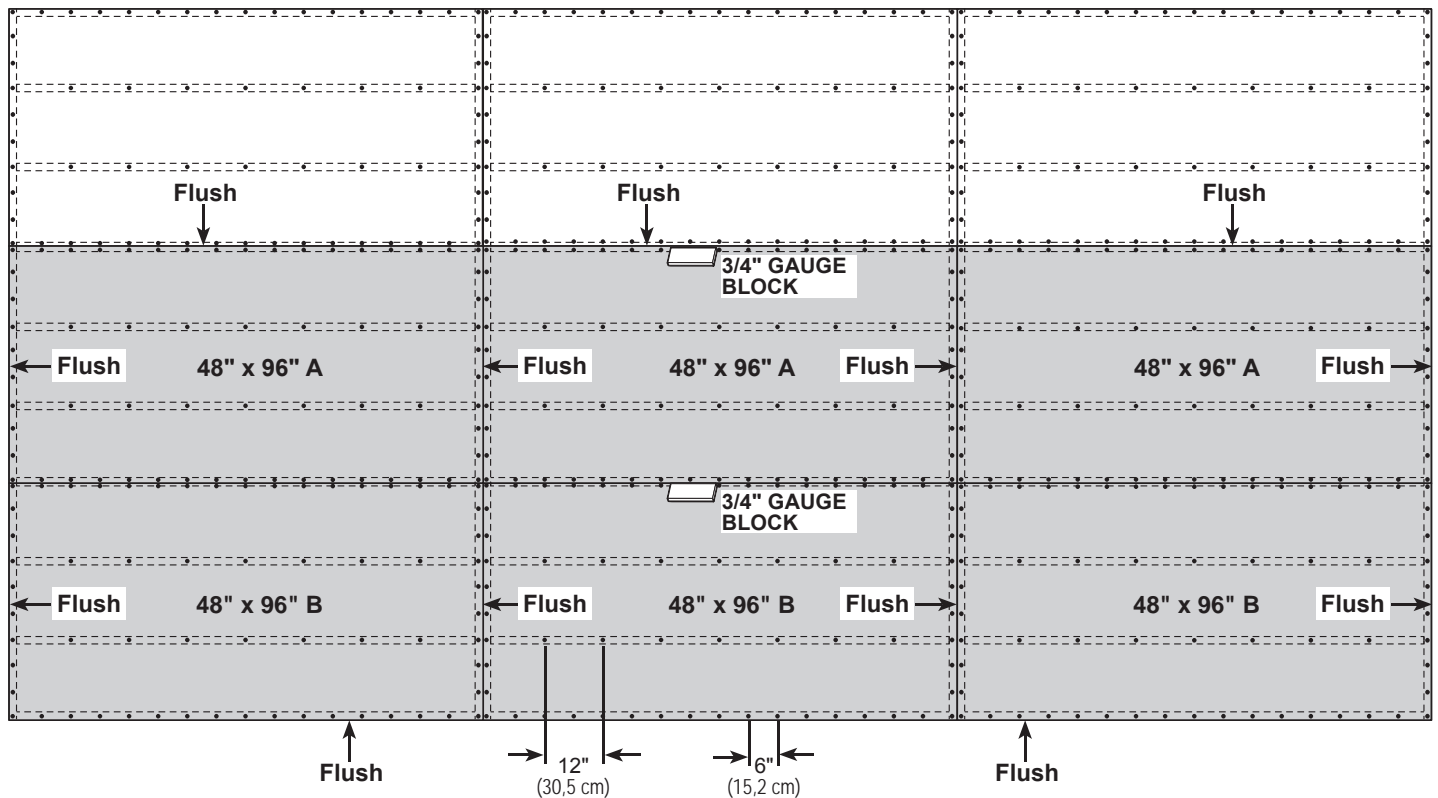 Flush
Flush
Flush
3/4" GAUGE
BLOCK
Flush
48" x 96" A
Flush
48" x 96" A
Flush
48" x 96" A
Flush
3/4" GAUGE
BLOCK
Flush
48" x 96" B
Flush
48" x 96" B
Flush
48" x 96" B
Flush
Flush
12"
(30,5 cm)
6"
(15,2 cm)
Flush